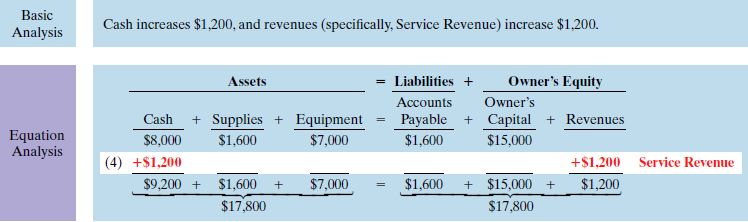 Basic
Analysis
Cash increases $1,200, and revenues (specifically, Service Revenue) increase $1,200.
Equation
Analysis
Assets = Liabilities + Owner's Equity
Accounts Owner's
Cash + Supplies + Equipment = Payable + Capital + Revenues
$8,000 $1,600 $7,000 $1,600 $15,000
(4) +$1,200 +$1,200 Service Revenue
$9,200 + $1,600 + $7,000 = $1,600 + $15,000 + $1,200
$17,800 $17,800